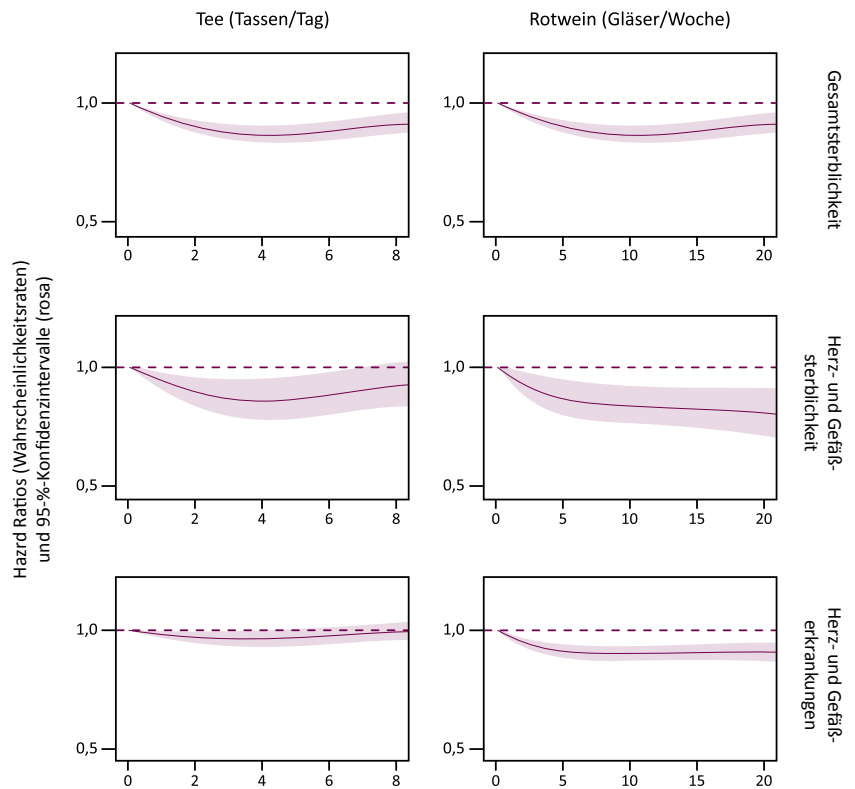 Tee (Tassen/Tag)
Rotwein (Gläser/Woche)
1,0
0,5
0 2 4 6 8
1,0
0,5
0 5 10 15 20
Gesamtsterblichkeit
1,0
0,5
0 2 4 6 8
1,0
0,5
0 5 10 15 20
Herz- und Gefäß-
sterblichkeit
1,0
0,5
0 2 4 6 8
1,0
0,5
0 5 10 15 20
Herz- und Gefäß-
erkrankungen
Hazrd Ratios (Wahrscheinlichkeitsraten)
und 95-%-Konfidenzintervalle (rosa)